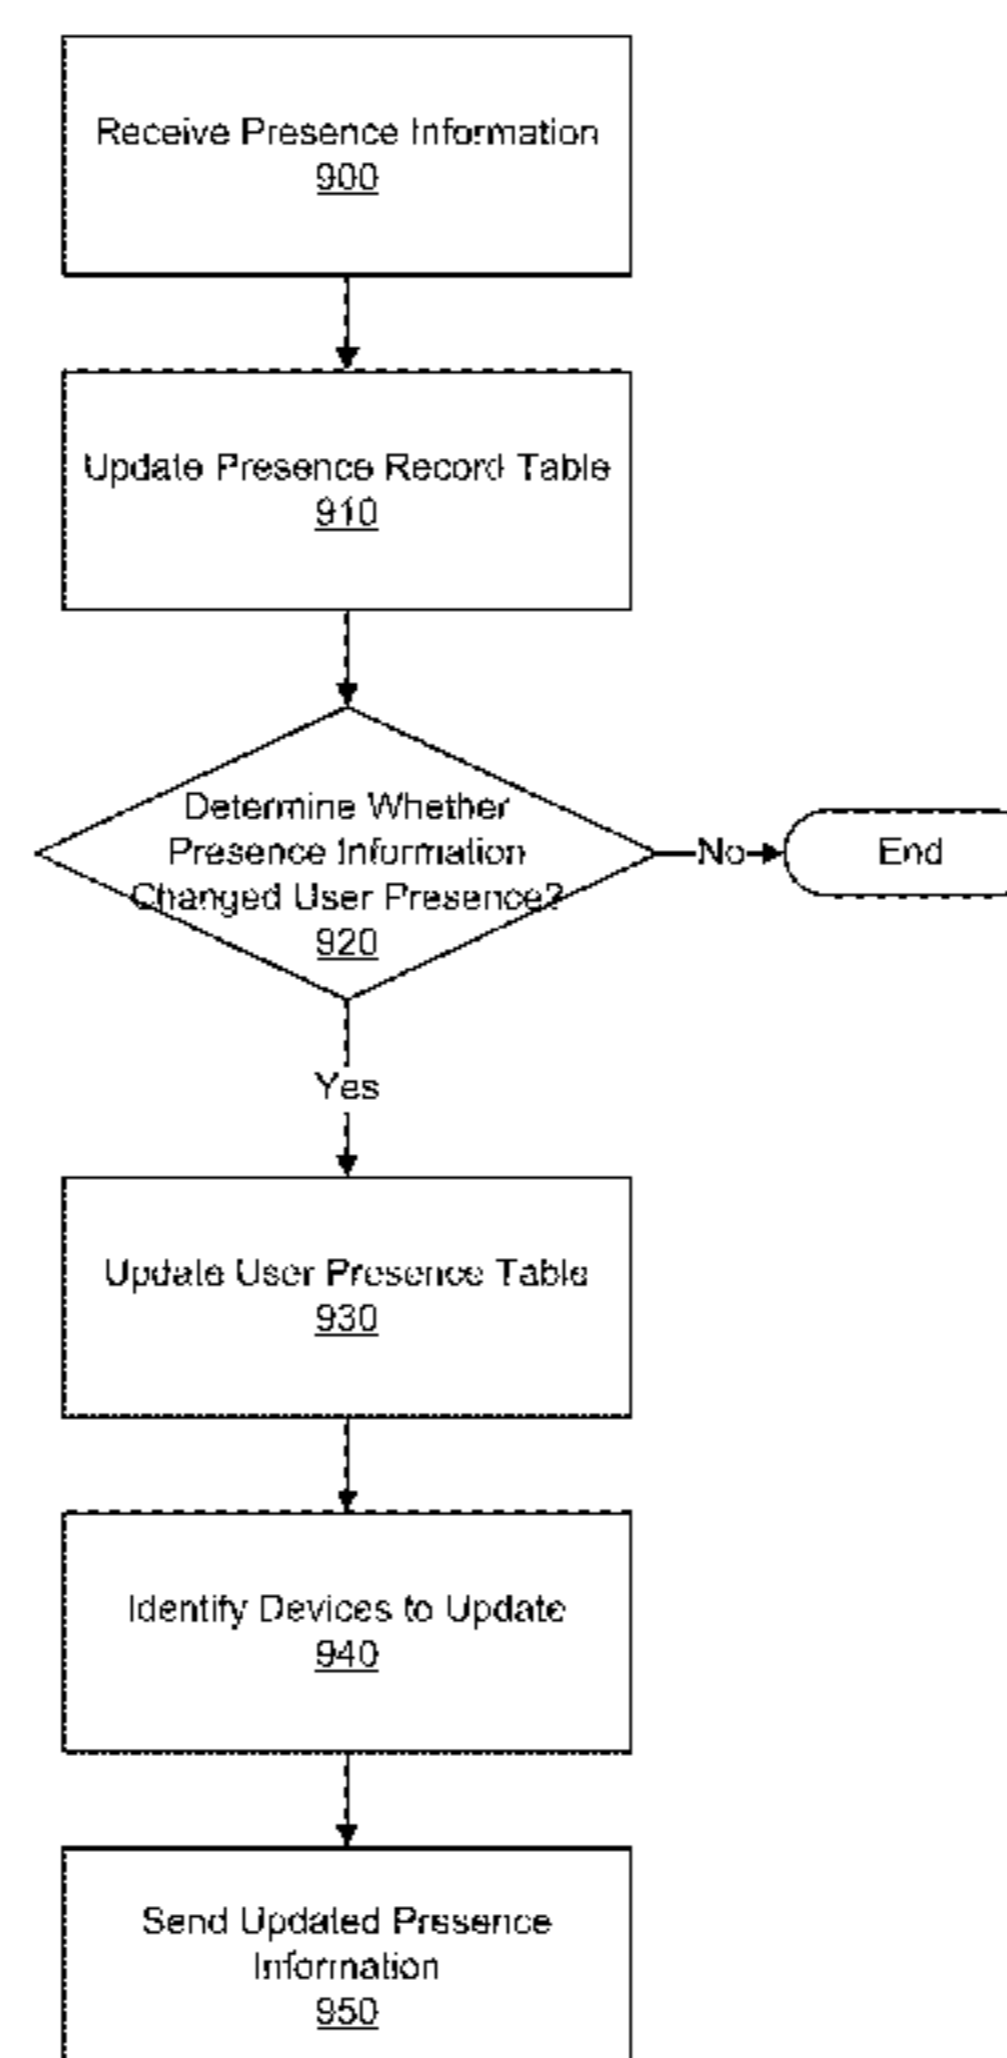 Receive Presence Information
900
Update Presence Record Table
910
Determine Whether
Presence Information
Changed User Presence?
920
No
End
Yes
Update User Presence Table
930
Identify Devices to Update
940
Send Updated Presence
Information
950